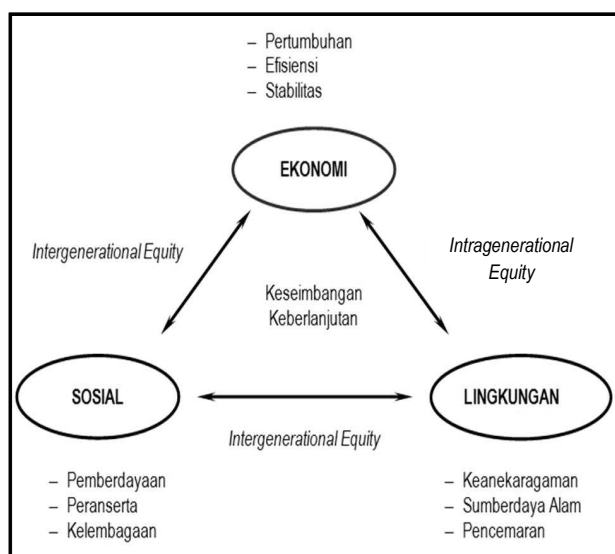 – Pertumbuhan
– Efisiensi
– Stabilitas
EKONOMI
Intergenerational Equity
Intragenerational
Equity
Keseimbangan
Keberlanjutan
SOSIAL
LINGKUNGAN
Intergenerational Equity
– Pemberdayaan
– Peranserta
– Kelembagaan
– Keanekaragaman
– Sumberdaya Alam
– Pencemaran